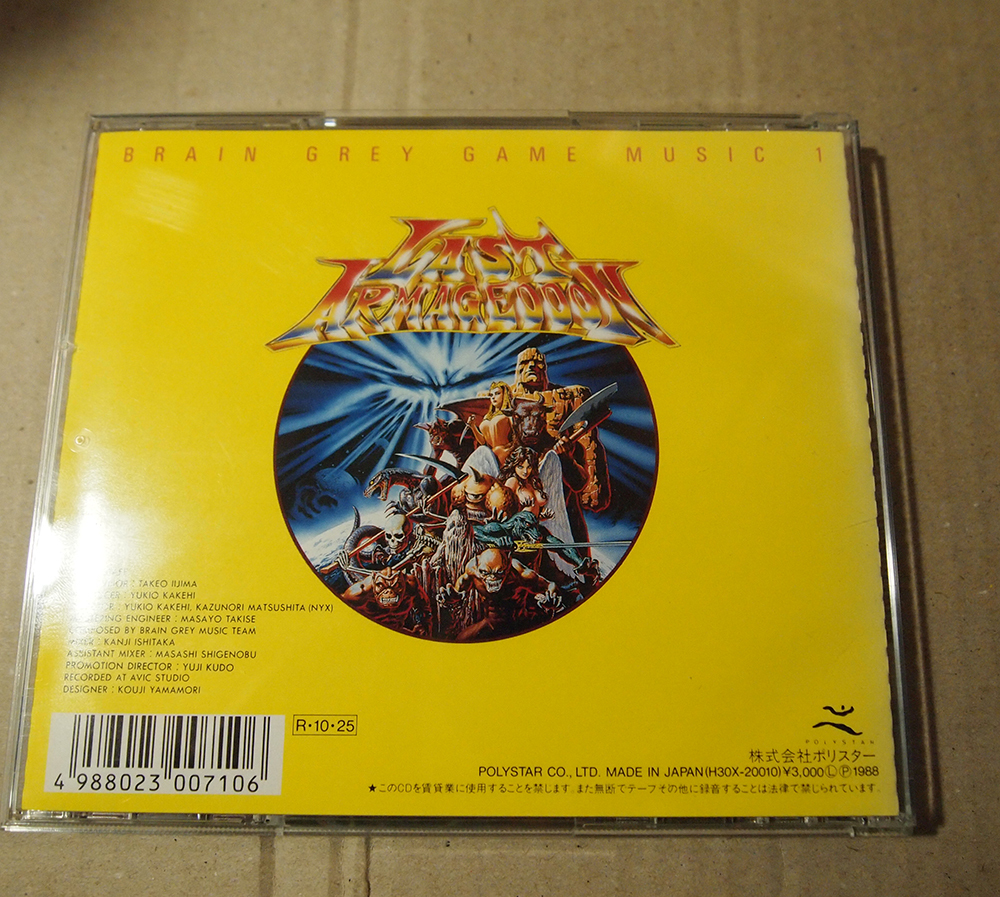 BRAIN GREY GAME MUSIC 1
LAST
ARMAGEDDON
: TAKEO IIJIMA
: YUKIO KAKEHI
: YUKIO KAKEHI, KAZUNORI MATSUSHITA (NYX)
ENGINEER : MASAYO TAKISE
BY BRAIN GREY MUSIC TEAM
: KANJI ISHITAKA
ASSISTANT MIXER : MASASHI SHIGENOBU
PROMOTION DIRECTOR : YUJI KUDO
RECORDED AT AVIC STUDIO
DESIGNER : KOUJI YAMAMORI
4 988023 007106
R・10・25
POLYSTAR
株式会社ポリスター
POLYSTAR CO., LTD. MADE IN JAPAN(H30X-20010)¥3,000ⓁⓅ1988
★このCDを賃貸業に使用することを禁じます。また無断でテープその他に録音することは法律で禁じられています。